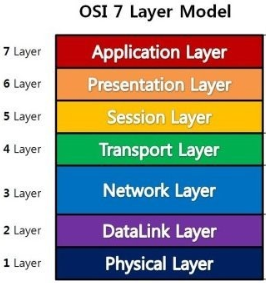 OSI 7 Layer Model
7 Layer Application Layer
6 Layer Presentation Layer
5 Layer Session Layer
4 Layer Transport Layer
3 Layer Network Layer
2 Layer DataLink Layer
1 Layer Physical Layer